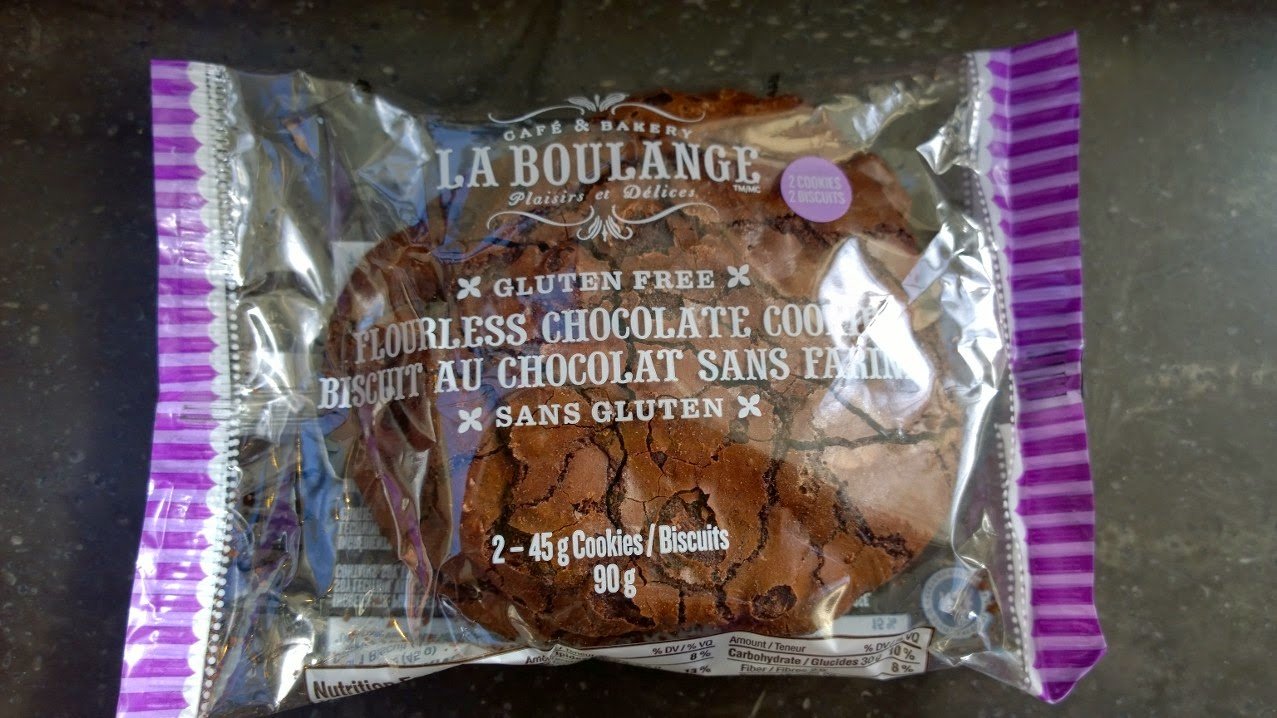 CAFÉ & BAKERY
LA BOULANGE
TM/MC
Plaisirs et Délices
2 COOKIES
2 BISCUITS
GLUTEN FREE
FLOURLESS CHOCOLATE
BISCUIT AU CHOCOLAT SANS
SANS GLUTEN
2 – 45 g Cookies / Biscuits
90 g
Nutrition
% DV / % VQ
8 %
Amount / Teneur
% DV
Carbohydrate / Glucides 30
10 %
Fiber / Fibres
8 %
15 %